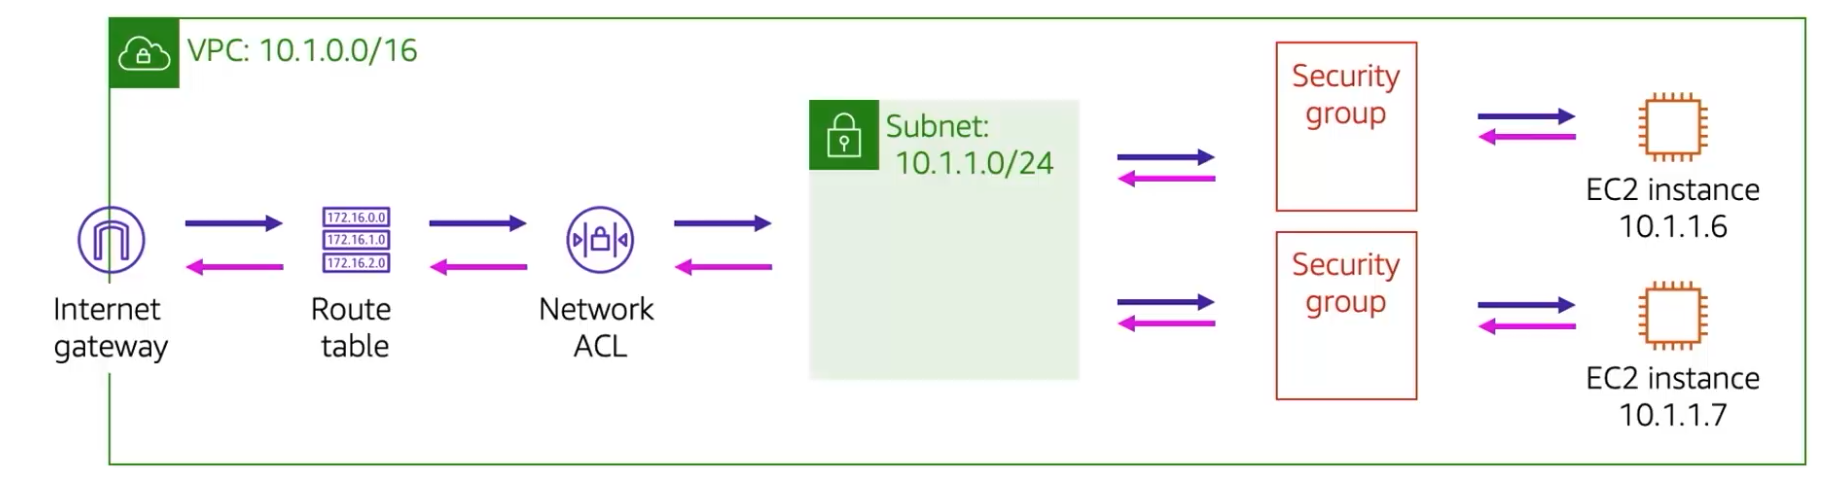 VPC: 10.1.0.0/16
Internet
gateway
172.16.0.0
172.16.1.0
172.16.2.0
Route
table
Network
ACL
Subnet:
10.1.1.0/24
Security
group
EC2 instance
10.1.1.6
Security
group
EC2 instance
10.1.1.7